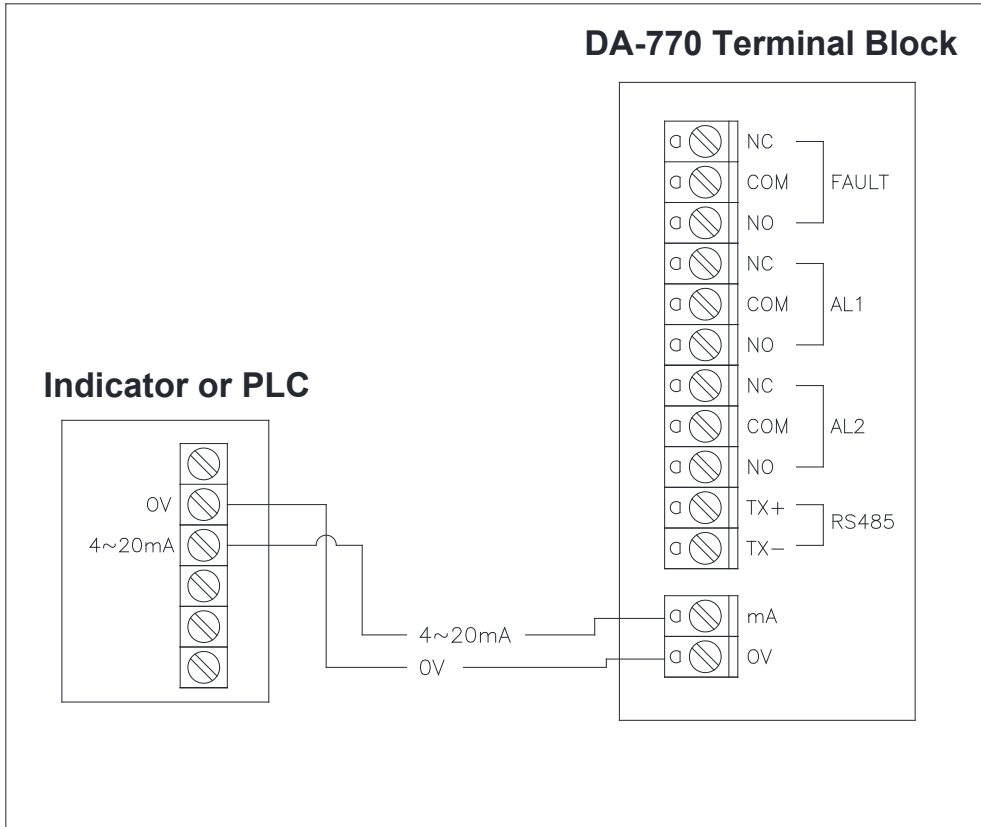 DA-770 Terminal Block
NC
COM
FAULT
NO
NC
COM
AL1
NO
NC
COM
AL2
NO
TX+
RS485
TX−
mA
0V
Indicator or PLC
0V
4~20mA
4~20mA
0V